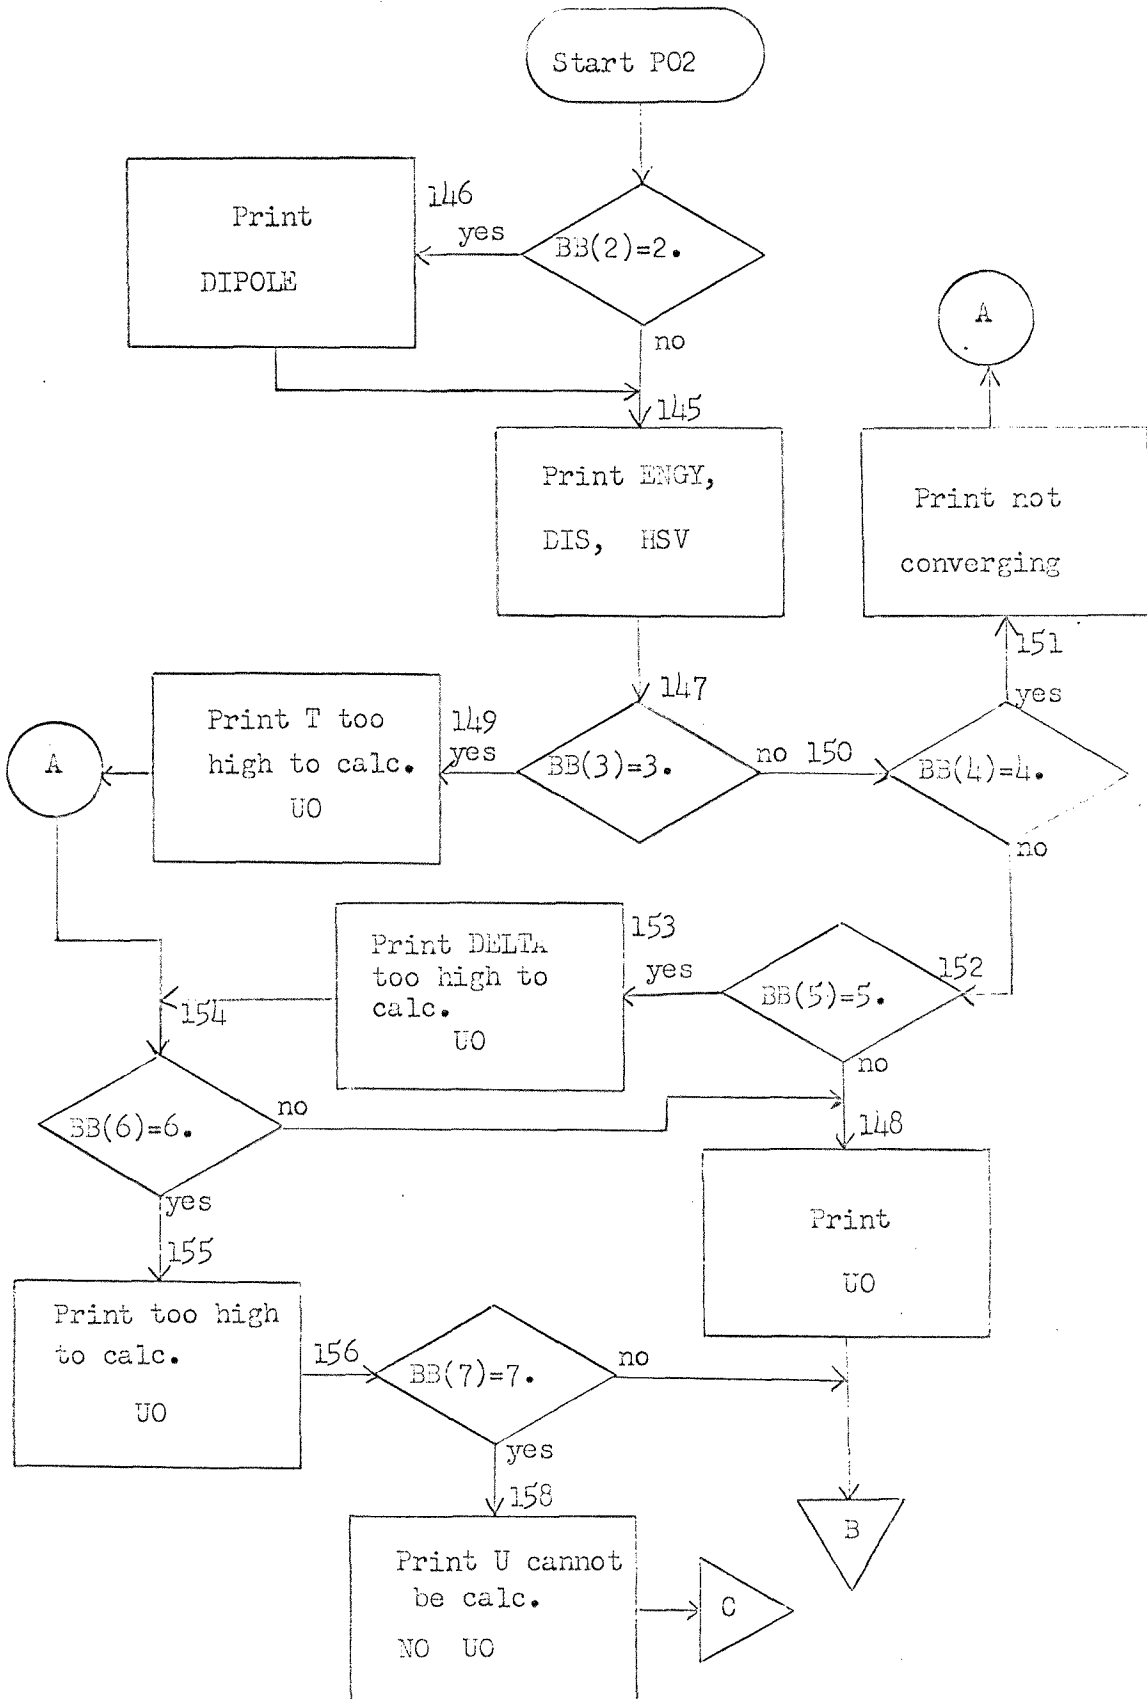 Start PO2
146
Print
DIPOLE
yes
BB(2)=2.
no
A
145
Print ENGY,
DIS, HSV
Print not
converging
151
yes
147
Print T too
high to calc.
UO
149
yes
BB(3)=3.
no 150
BB(4)=4.
no
A
Print DELTA
too high to
calc.
UO
153
yes
BB(5)=5.
152
no
154
BB(6)=6.
no
yes
148
Print
UO
155
Print too high
to calc.
UO
156
BB(7)=7.
no
yes
158
B
Print U cannot
be calc.
NO UO
C